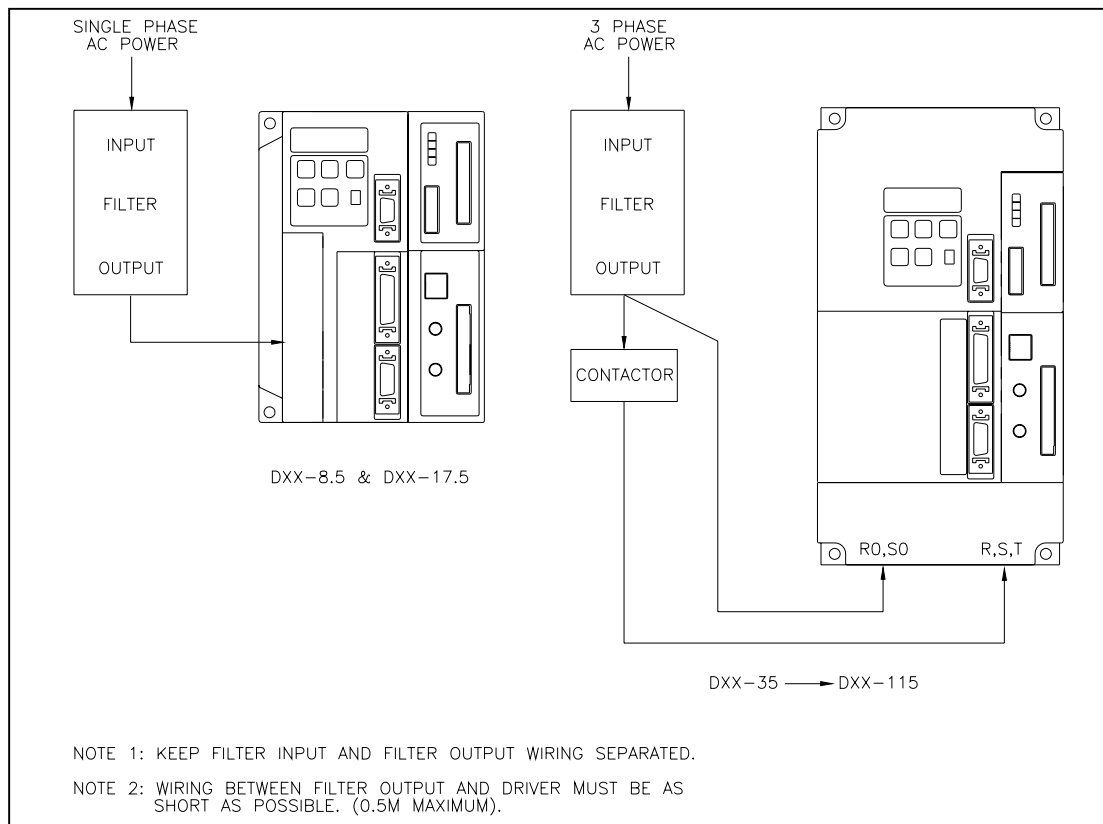 SINGLE PHASE
AC POWER
INPUT
FILTER
OUTPUT
DXX-8.5 & DXX-17.5
3 PHASE
AC POWER
INPUT
FILTER
OUTPUT
CONTACTOR
R0,S0
R,S,T
DXX-35
DXX-115
NOTE 1: KEEP FILTER INPUT AND FILTER OUTPUT WIRING SEPARATED.
NOTE 2: WIRING BETWEEN FILTER OUTPUT AND DRIVER MUST BE AS
SHORT AS POSSIBLE. (0.5M MAXIMUM).